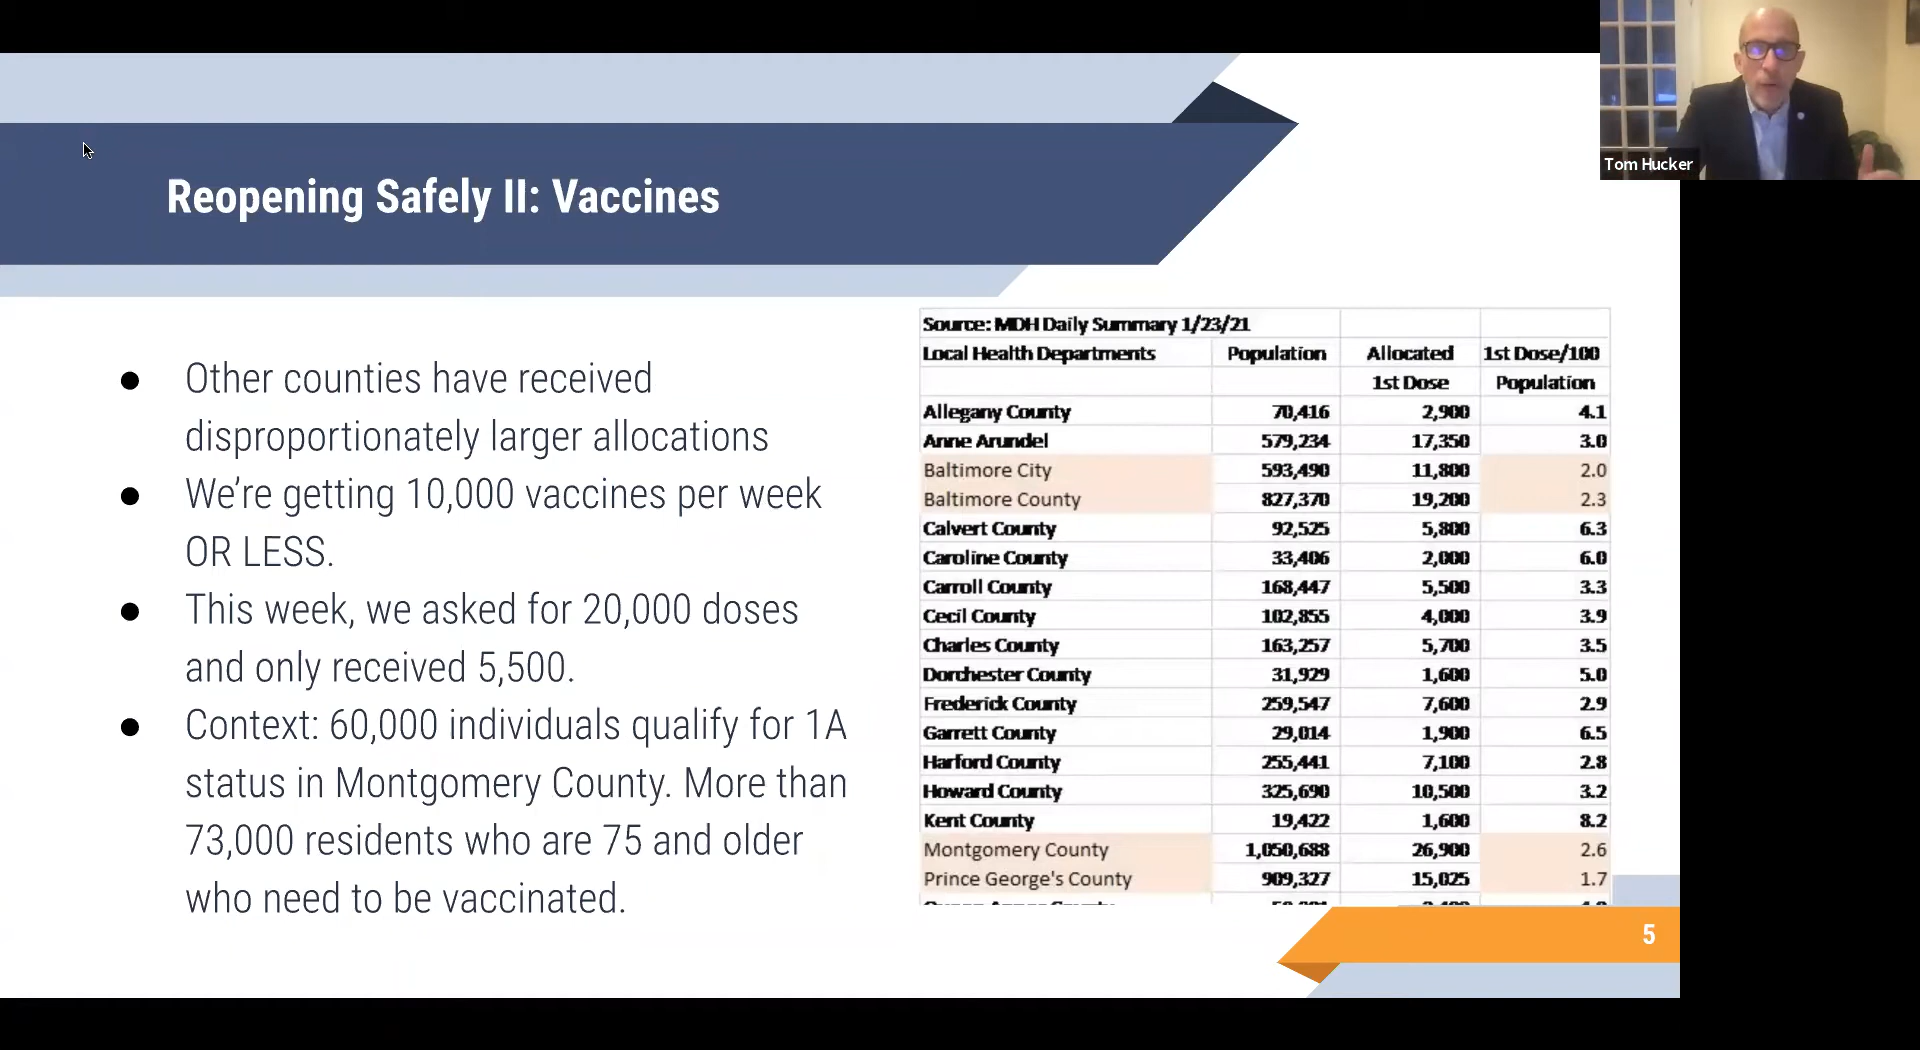 Tom Hucker
Reopening Safely II: Vaccines
● Other counties have received
disproportionately larger allocations
● We're getting 10,000 vaccines per week
OR LESS.
● This week, we asked for 20,000 doses
and only received 5,500.
● Context: 60,000 individuals qualify for 1A
status in Montgomery County. More than
73,000 residents who are 75 and older
who need to be vaccinated.
Source: MDH Daily Summary 1/23/21
Local Health Departments Population Allocated 1st Dose/100
1st Dose Population
Allegany County 70,416 2,900 4.1
Anne Arundel 579,234 17,350 3.0
Baltimore City 593,490 11,800 2.0
Baltimore County 827,370 19,200 2.3
Calvert County 92,525 5,800 6.3
Caroline County 33,406 2,000 6.0
Carroll County 168,447 5,500 3.3
Cecil County 102,855 4,000 3.9
Charles County 163,257 5,700 3.5
Dorchester County 31,929 1,600 5.0
Frederick County 259,547 7,600 2.9
Garrett County 29,014 1,900 6.5
Harford County 255,441 7,100 2.8
Howard County 325,690 10,500 3.2
Kent County 19,422 1,600 8.2
Montgomery County 1,050,688 26,900 2.6
Prince George's County 909,327 15,025 1.7
5